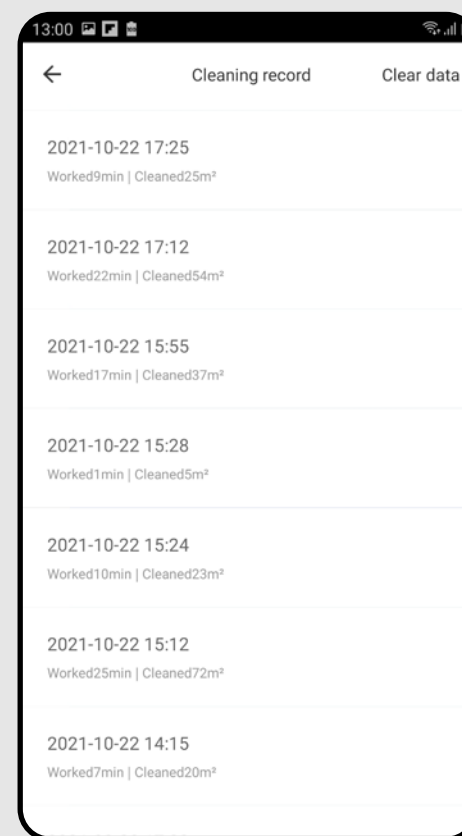 13:00
Cleaning record Clear data
2021-10-22 17:25
Worked9min | Cleaned25m²
2021-10-22 17:12
Worked22min | Cleaned54m²
2021-10-22 15:55
Worked17min | Cleaned37m²
2021-10-22 15:28
Worked1min | Cleaned5m²
2021-10-22 15:24
Worked10min | Cleaned23m²
2021-10-22 15:12
Worked25min | Cleaned72m²
2021-10-22 14:15
Worked7min | Cleaned20m²